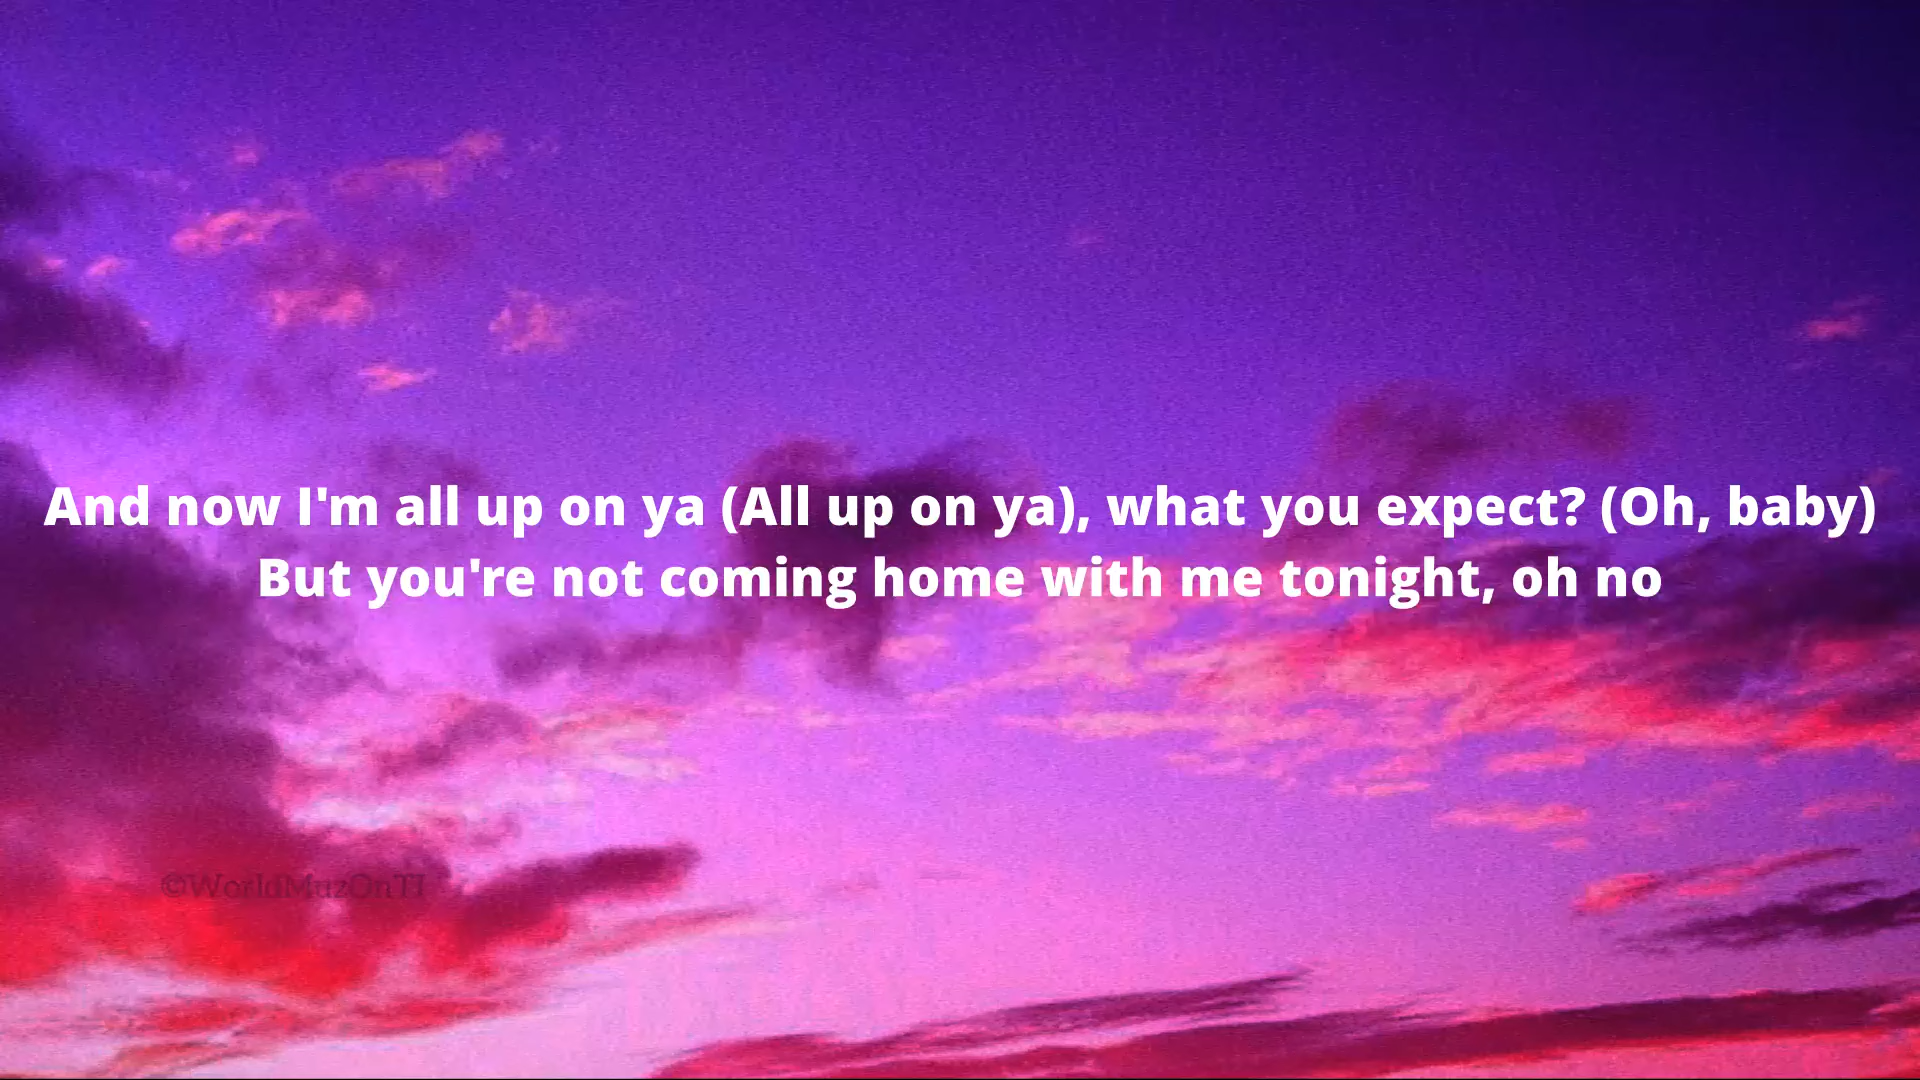 And now I'm all up on ya (All up on ya), what you expect? (Oh, baby)
But you're not coming home with me tonight, oh no
©WorldMuzOnTI